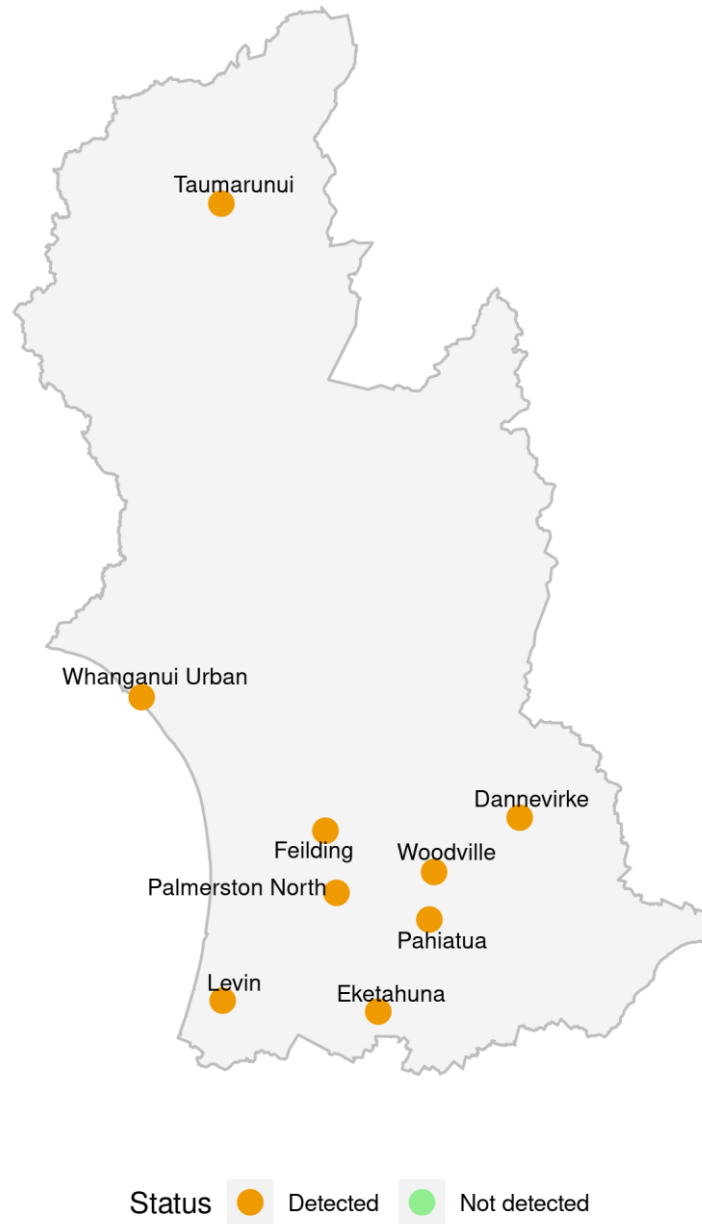 Taumarunui
Whanganui Urban
Dannevirke
Feilding
Woodville
Palmerston North
Pahiatua
Levin
Eketahuna
Status Detected Not detected